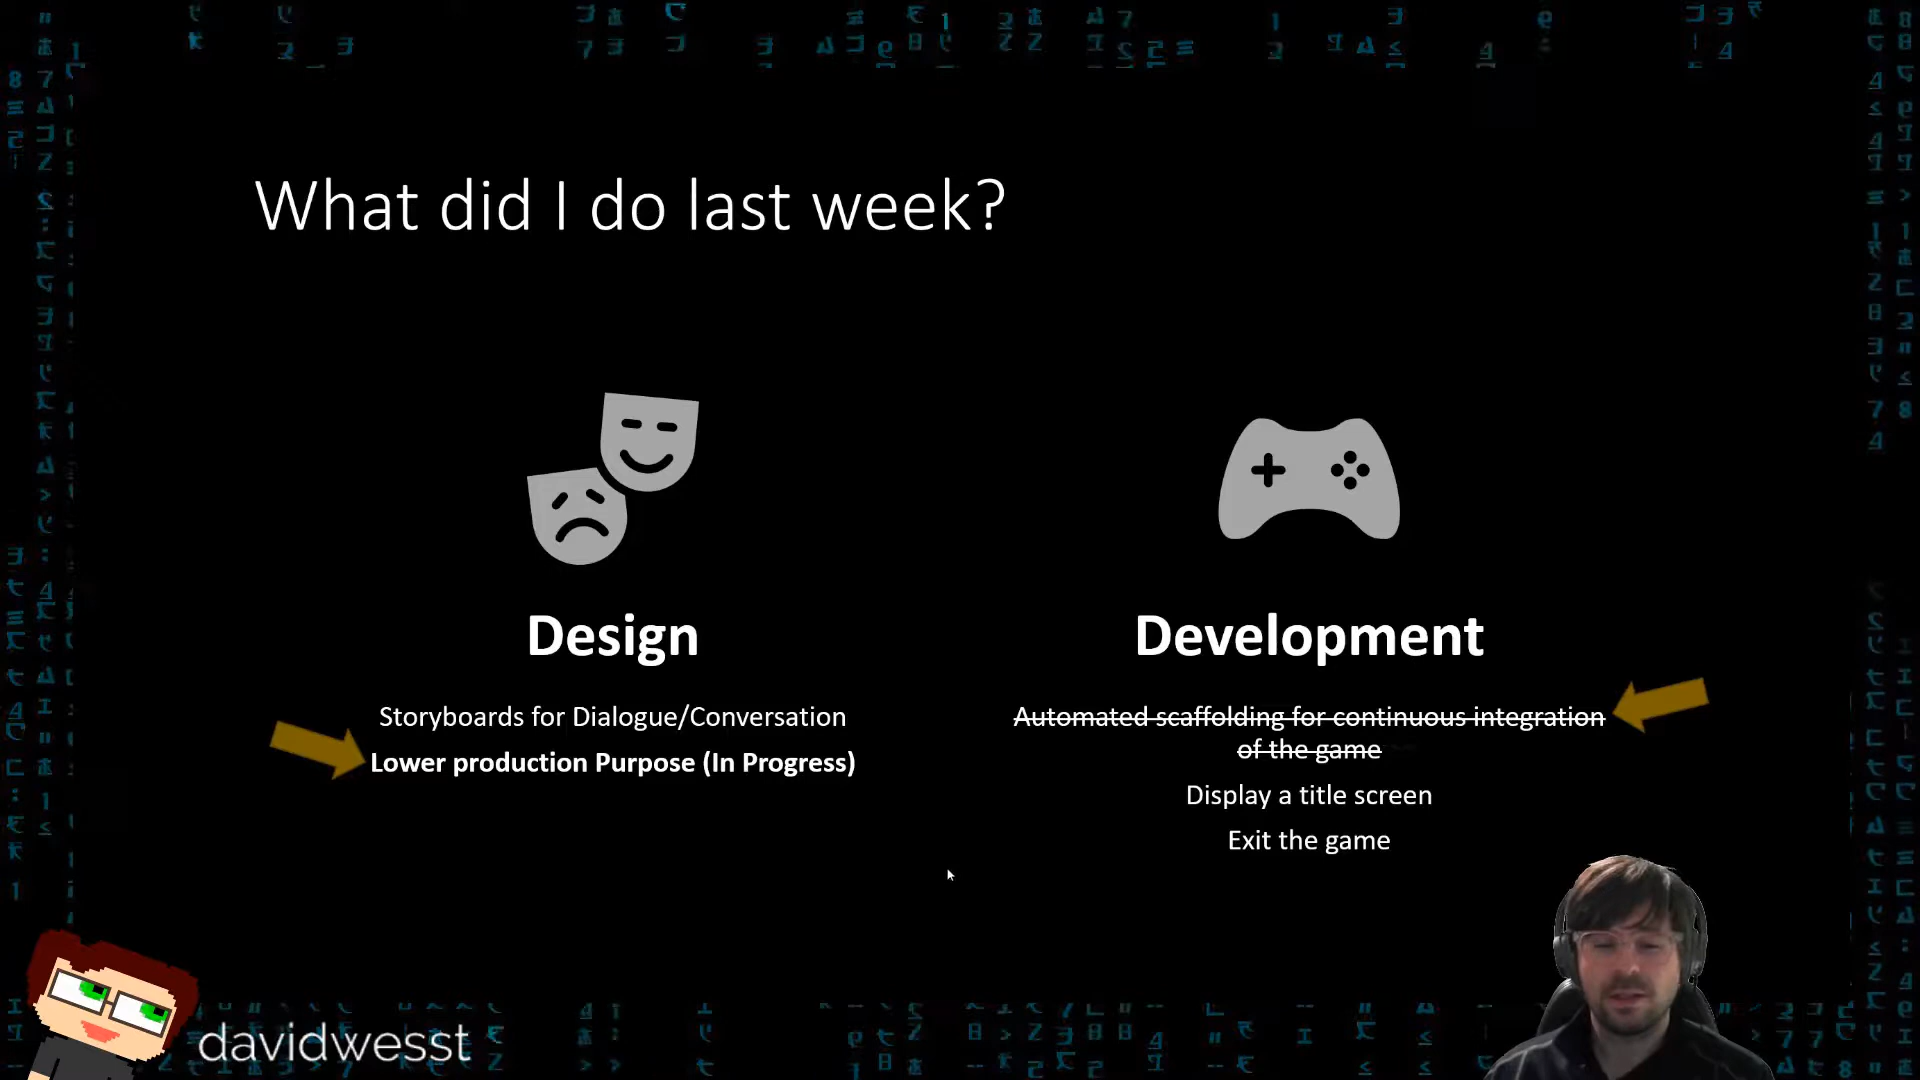 What did I do last week?
Design
Storyboards for Dialogue/Conversation
Lower production Purpose (In Progress)
Development
Automated scaffolding for continuous integration
of the game
Display a title screen
Exit the game
davidwesst